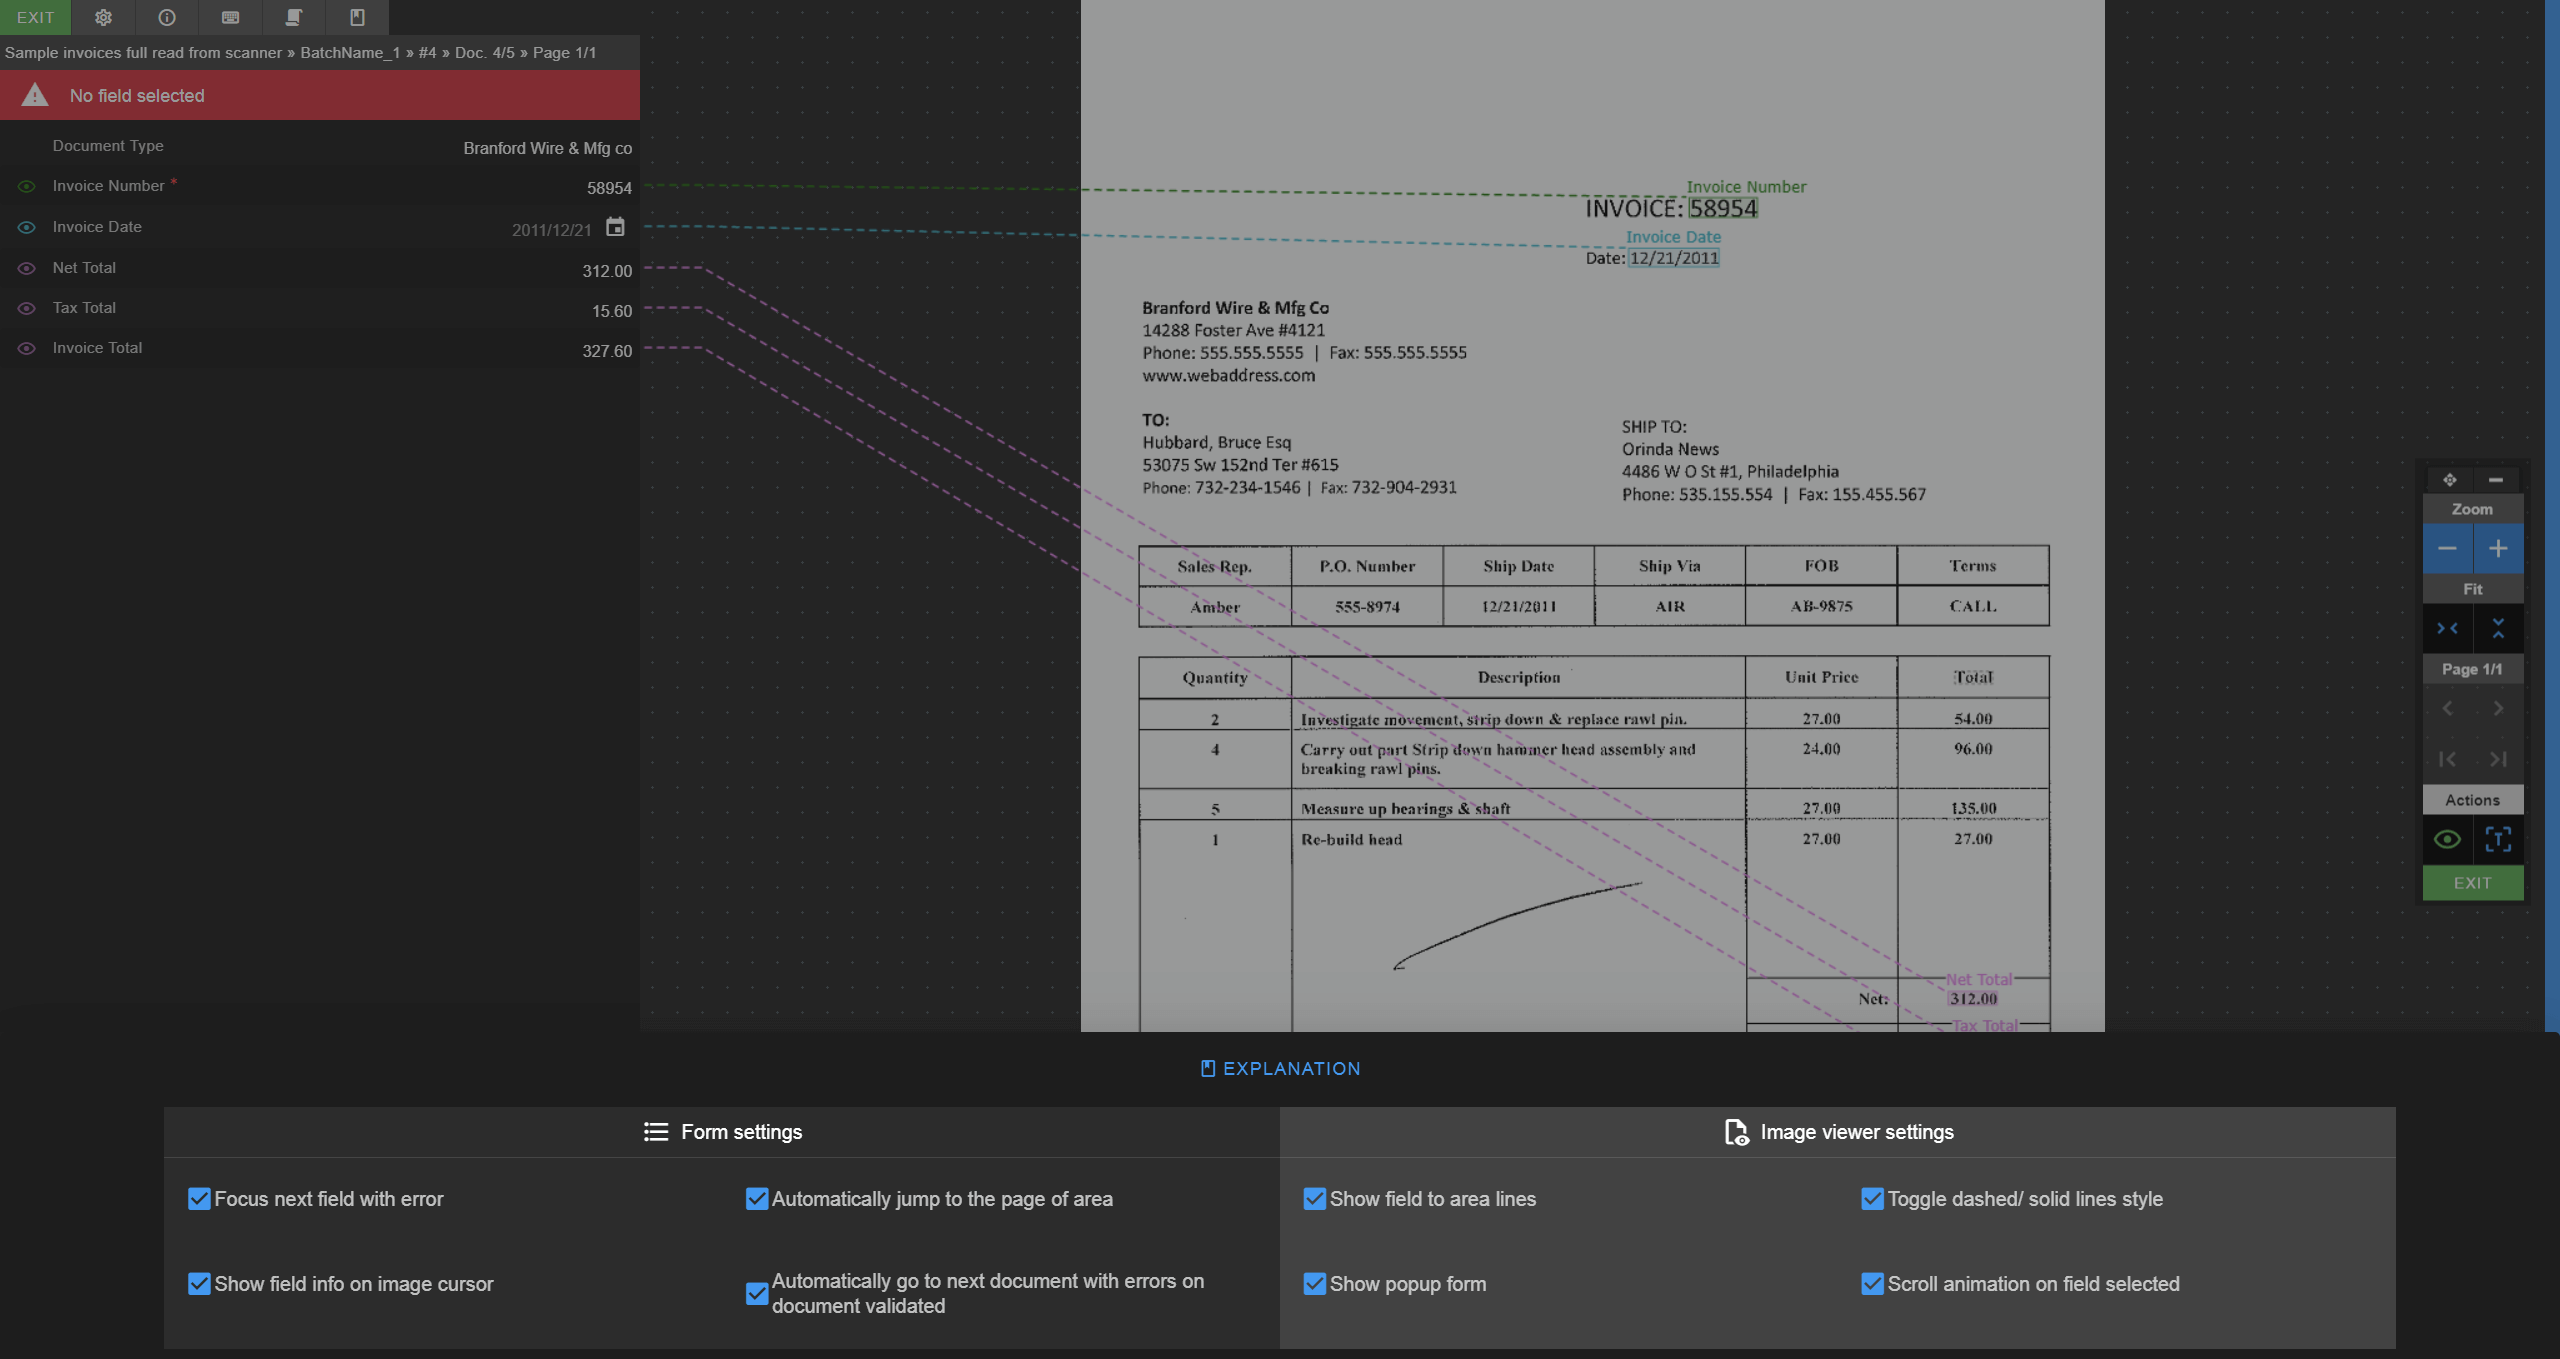 EXIT
Sample invoices full read from scanner » BatchName_1 » #4 » Doc. 4/5 » Page 1/1
No field selected
Document Type Branford Wire & Mfg co
Invoice Number * 58954
Invoice Date 2011/12/21
Net Total 312.00
Tax Total 15.60
Invoice Total 327.60
Invoice Number
INVOICE: 58954
Invoice Date
Date: 12/21/2011
Branford Wire & Mfg Co
14288 Foster Ave #4121
Phone: 555.555.5555 | Fax: 555.555.5555
www.webaddress.com
TO:
Hubbard, Bruce Esq
53075 Sw 152nd Ter #615
Phone: 732-234-1546 | Fax: 732-904-2931
SHIP TO:
Orinda News
4486 W O St #1, Philadelphia
Phone: 535.155.554 | Fax: 155.455.567
Sales Rep. P.O. Number Ship Date Ship Via FOB Terms
Amber 555-8974 12/21/2011 AIR AB-9875 CALL
Quantity Description Unit Price Total
2 Investigate movement, strip down & replace rawl pin. 27.00 54.00
4 Carry out part Strip down hammer head assembly and 24.00 96.00
breaking rawl pins.
5 Measure up bearings & shaft 27.00 135.00
1 Re-build head 27.00 27.00
Net Total
Net: 312.00
Tax Total
Zoom
Fit
Page 1/1
Actions
EXIT
EXPLANATION
Form settings
Focus next field with error
Automatically jump to the page of area
Show field info on image cursor
Automatically go to next document with errors on
document validated
Image viewer settings
Show field to area lines
Toggle dashed/ solid lines style
Show popup form
Scroll animation on field selected